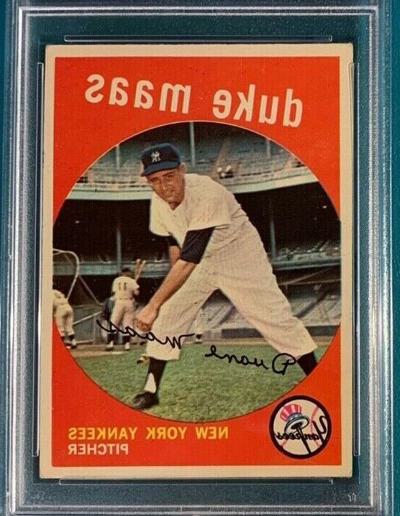 duke maas
Duane Maas
NEW YORK YANKEES
PITCHER
Yankees